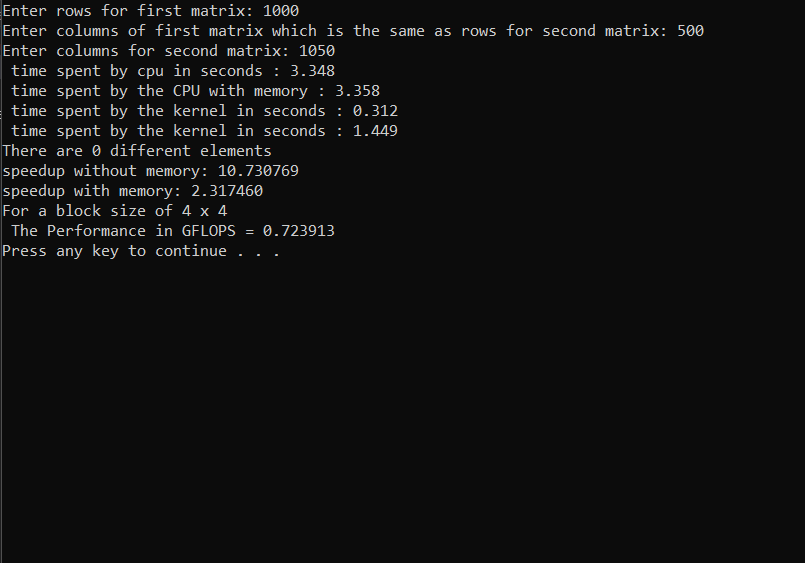 Enter rows for first matrix: 1000
Enter columns of first matrix which is the same as rows for second matrix: 500
Enter columns for second matrix: 1050
 time spent by cpu in seconds : 3.348
 time spent by the CPU with memory : 3.358
 time spent by the kernel in seconds : 0.312
 time spent by the kernel in seconds : 1.449
There are 0 different elements
speedup without memory: 10.730769
speedup with memory: 2.317460
For a block size of 4 x 4
 The Performance in GFLOPS = 0.723913
Press any key to continue . . .